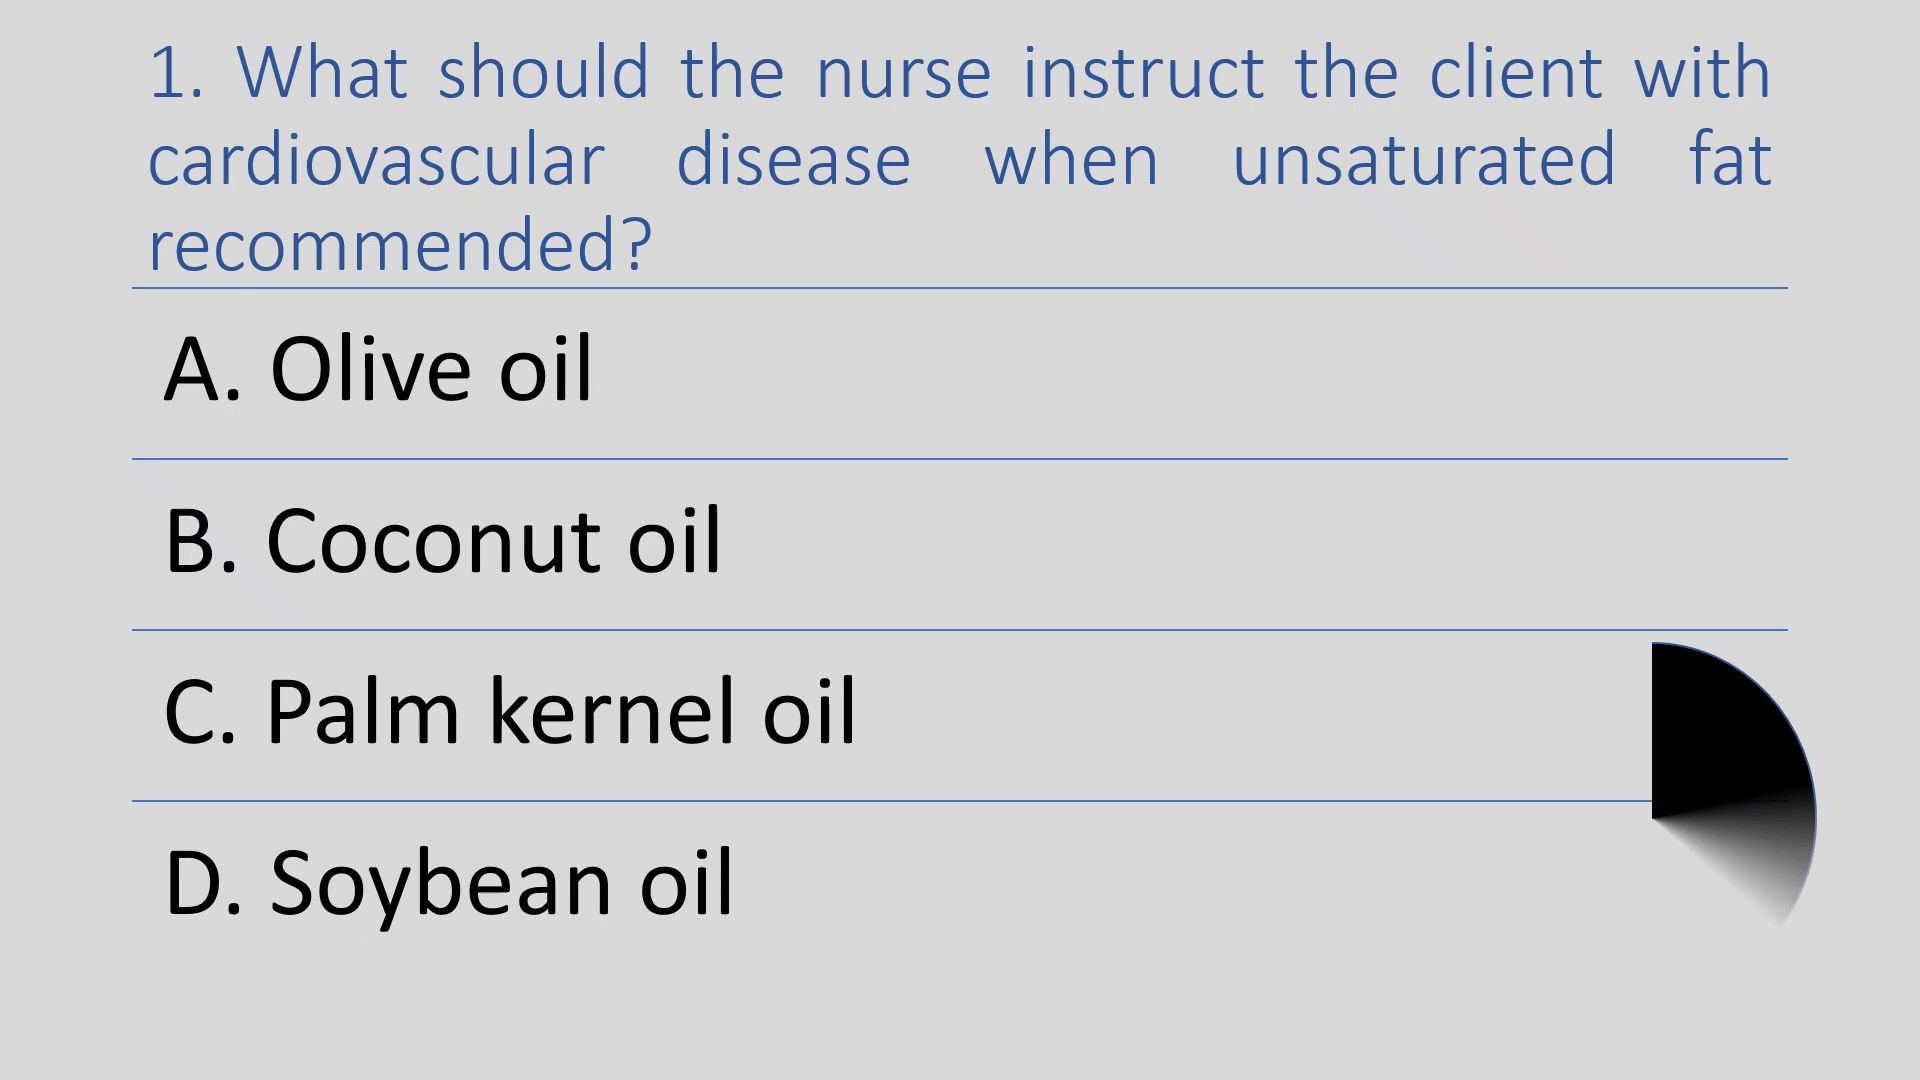 1. What should the nurse instruct the client with
cardiovascular disease when unsaturated fat
recommended?
A. Olive oil
B. Coconut oil
C. Palm kernel oil
D. Soybean oil